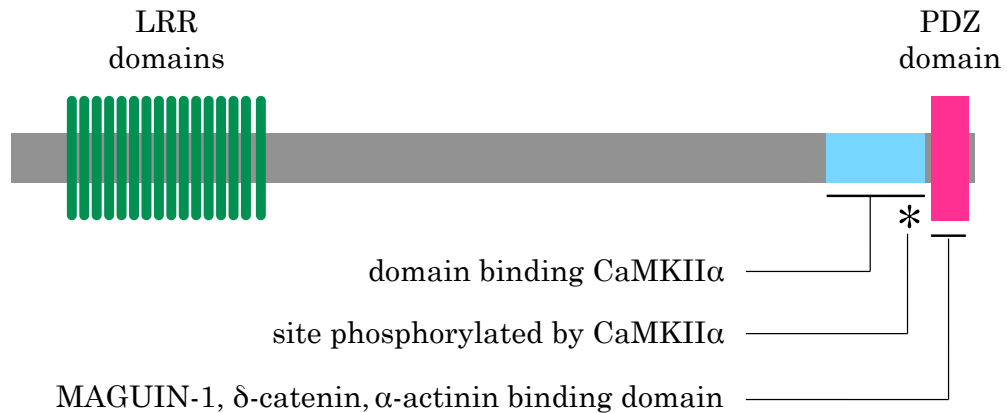 LRR
domains
PDZ
domain
*
domain binding CaMKIIα
site phosphorylated by CaMKIIα
MAGUIN-1, δ-catenin, α-actinin binding domain